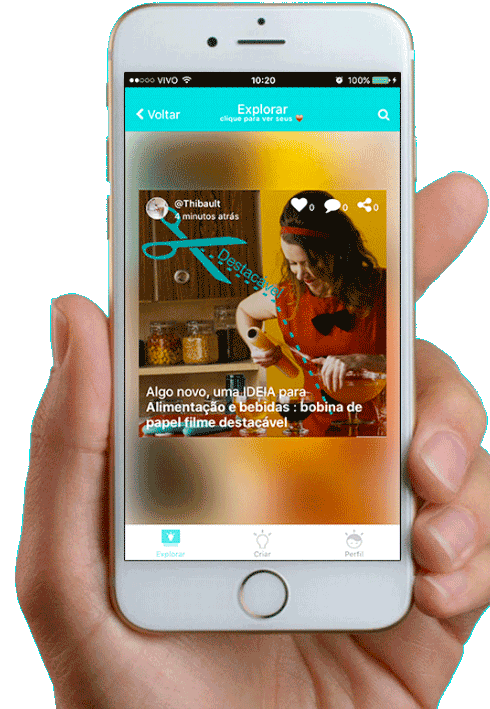 VIVO 10:20 100%
Voltar Explorar
clique para ver seus
@Thibault 0 0 0
4 minutos atrás
Destacável
Algo novo, uma IDEIA para
Alimentação e bebidas : bobina de
papel filme destacável
Explorar Criar Perfil